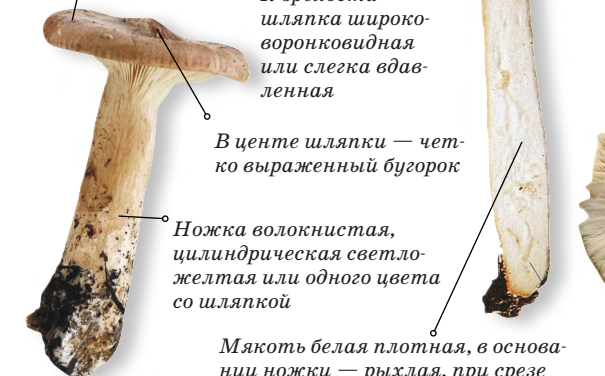 шляпка широко-
воронковидная
или слегка вдав-
ленная
В центе шляпки — чет-
ко выраженный бугорок
Ножка волокнистая,
цилиндрическая светло-
желтая или одного цвета
со шляпкой
Мякоть белая плотная, в основа-
нии ножки — рыхлая, при срезе